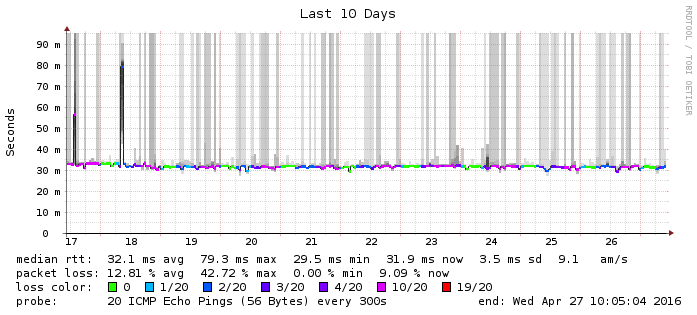 Last 10 Days
RRDTOOL / TOBI OETIKER
Seconds
90 m
80 m
70 m
60 m
50 m
40 m
30 m
20 m
10 m
0
17 18 19 20 21 22 23 24 25 26
median rtt: 32.1 ms avg 79.3 ms max 29.5 ms min 31.9 ms now 3.5 ms sd 9.1 am/s
packet loss: 12.81 % avg 42.72 % max 0.00 % min 9.09 % now
loss color: 0 1/20 2/20 3/20 4/20 10/20 19/20
probe: 20 ICMP Echo Pings (56 Bytes) every 300s end: Wed Apr 27 10:05:04 2016